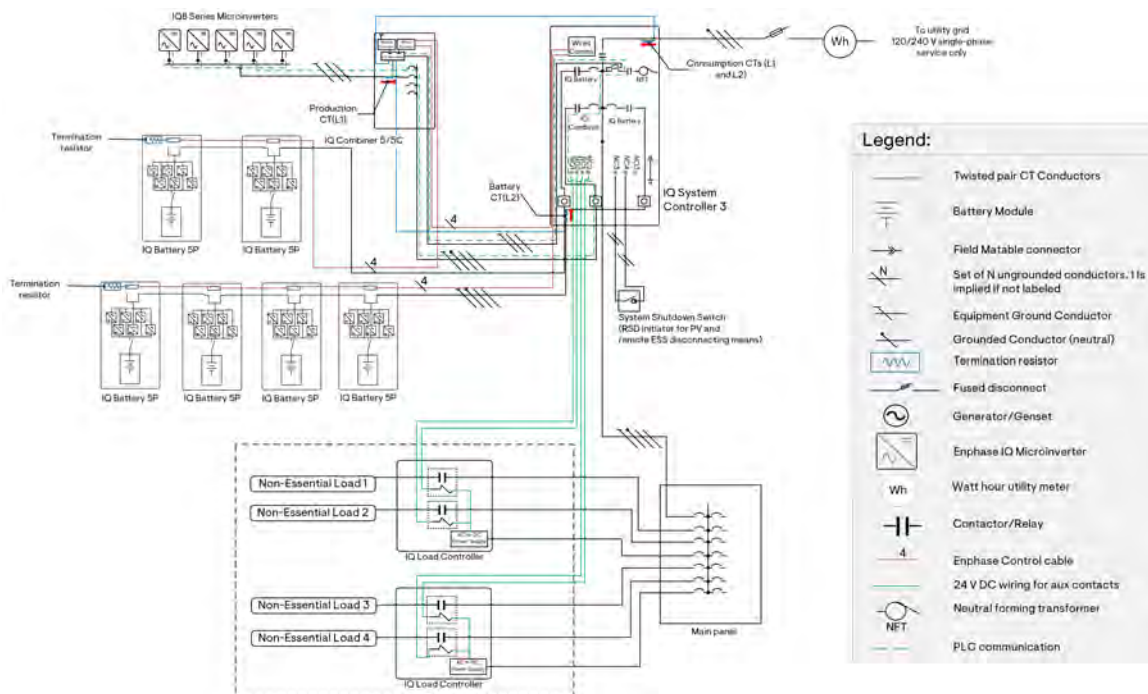 IQ8 Series Microinverters
To utility grid
120/240 V single-phase
service only
Wh
Consumption CTs (L1
and L2)
IQ Battery
NFT
Production
CT(L1)
IQ Combiner 5/5C
IQ Battery
Termination
resistor
IQ Battery 5P
IQ Battery 5P
Battery
CT(L2)
IQ System
Controller 3
4
4
4
Termination
resistor
IQ Battery 5P
IQ Battery 5P
IQ Battery 5P
IQ Battery 5P
System Shutdown Switch
(RSD initiator for PV and
remote ESS disconnecting means)
Non-Essential Load 1
Non-Essential Load 2
IQ Load Controller
Non-Essential Load 3
Non-Essential Load 4
IQ Load Controller
Main panel
Legend:
Twisted pair CT Conductors
Battery Module
Field Matable connector
N
Set of N ungrounded conductors. 1 Is
implied if not labeled
Equipment Ground Conductor
Grounded Conductor (neutral)
Termination resistor
Fused disconnect
Generator/Genset
Enphase IQ Microinverter
Wh
Watt hour utility meter
Contactor/Relay
4
Enphase Control cable
24 V DC wiring for aux contacts
Neutral forming transformer
NFT
PLC communication